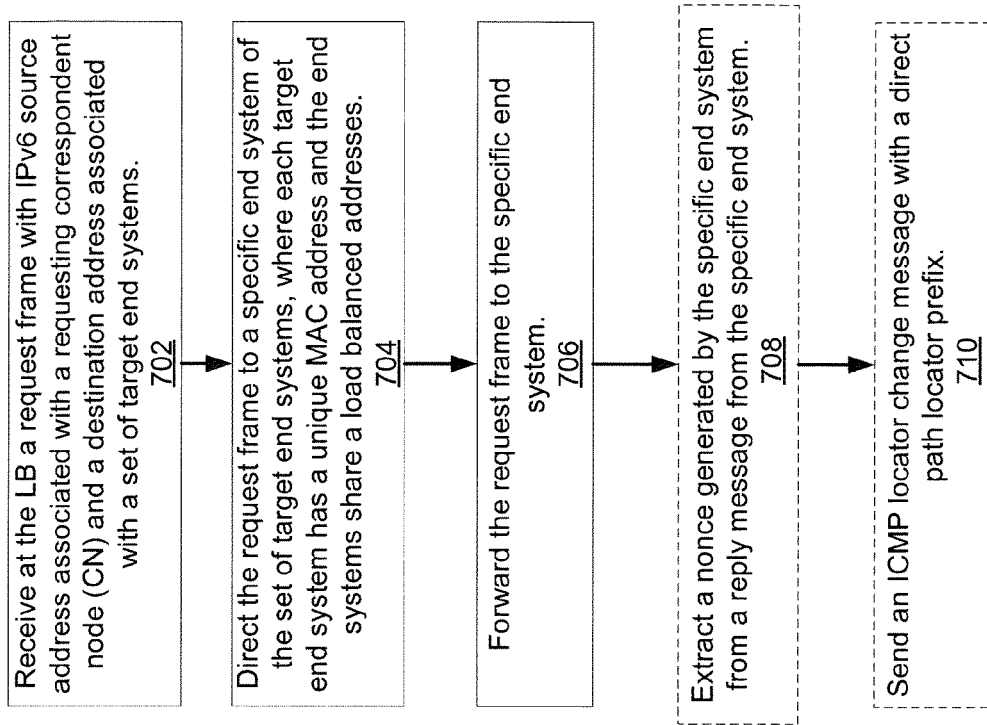 Receive at the LB a request frame with IPv6 source
address associated with a requesting correspondent
node (CN) and a destination address associated
with a set of target end systems.
702
Direct the request frame to a specific end system of
the set of target end systems, where each target
end system has a unique MAC address and the end
systems share a load balanced addresses.
704
Forward the request frame to the specific end
system.
706
Extract a nonce generated by the specific end system
from a reply message from the specific end system.
708
Send an ICMP locator change message with a direct
path locator prefix.
710